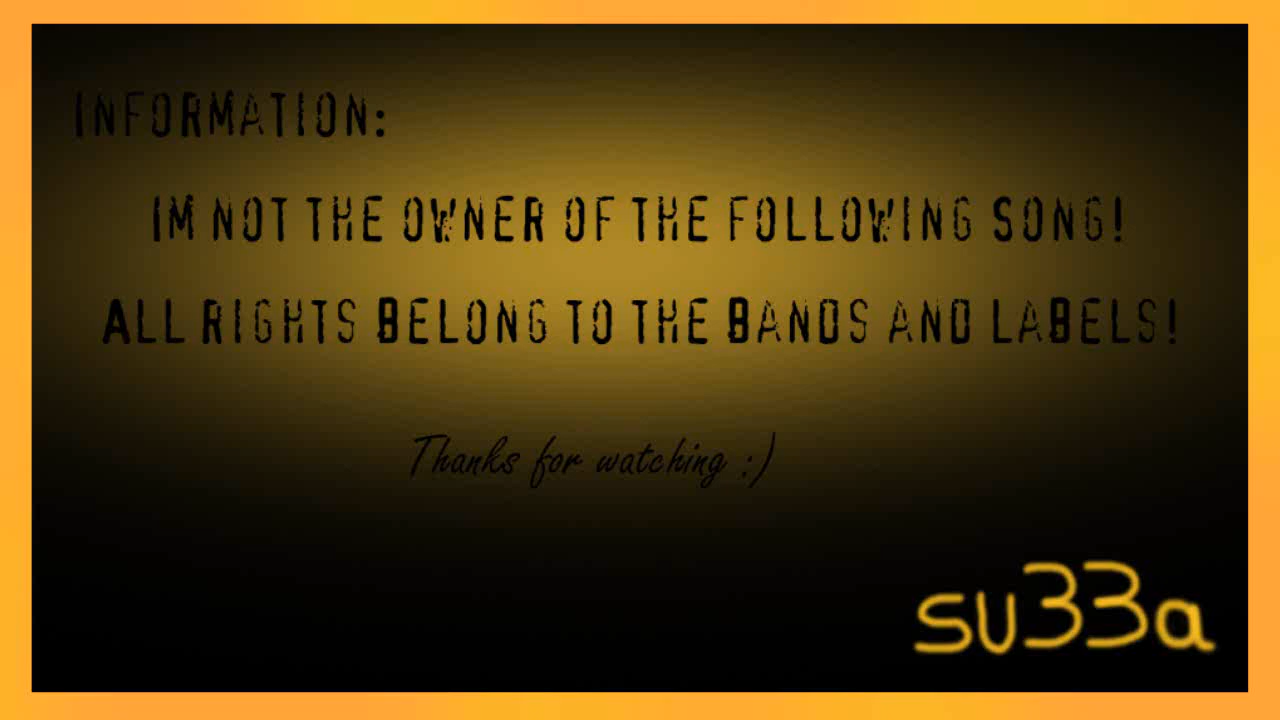 INFORMATION:
IM NOT THE OWNER OF THE FOLLOWING SONG!
ALL RIGHTS BELONG TO THE BANDS AND LABELS!
Thanks for watching :)
su33a